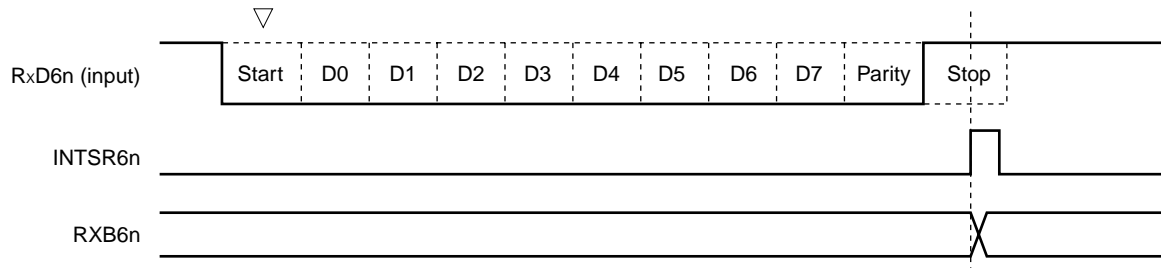 RxD6n (input) Start D0 D1 D2 D3 D4 D5 D6 D7 Parity Stop
INTSR6n
RXB6n